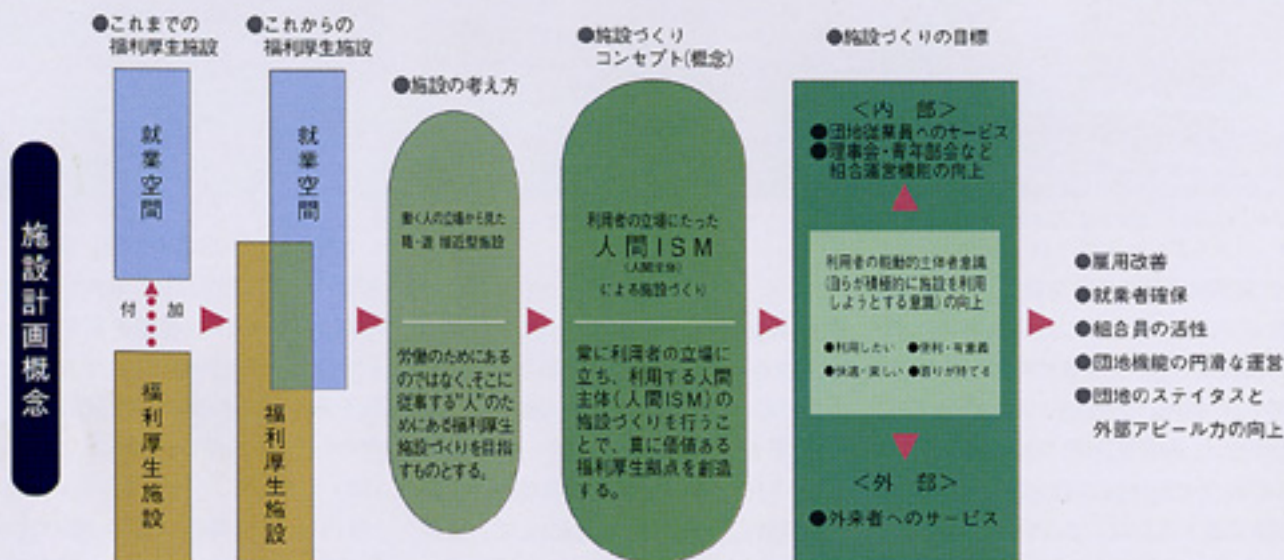 施設計画概念
●これまでの
福利厚生施設
就業空間
付加
福利厚生施設
●これからの
福利厚生施設
就業空間
福利厚生施設
●施設の考え方
働く人の立場から見た
職・遊 接近型施設
労働のためにある
のではなく、そこに
従事する"人"のた
めにある福利厚生
施設づくりを目指
すものとする。
●施設づくり
コンセプト(概念)
利用者の立場にたった
人間ISM
(人間主体)
による施設づくり
常に利用者の立場に
立ち、利用する人間
主体(人間ISM)の
施設づくりを行うこ
とで、真に価値ある
福利厚生拠点を創造
する。
●施設づくりの目標
<内 部>
●団地従業員へのサービス
●理事会・青年部会など
組合運営機能の向上
利用者の能動的主体者意識
(自らが積極的に施設を利用
しようとする意識)の向上
●利用したい ●便利・有意義
●快適・楽しい ●誇りが持てる
<外 部>
●外来者へのサービス
●雇用改善
●就業者確保
●組合員の活性
●団地機能の円滑な運営
●団地のステイタスと
外部アピール力の向上